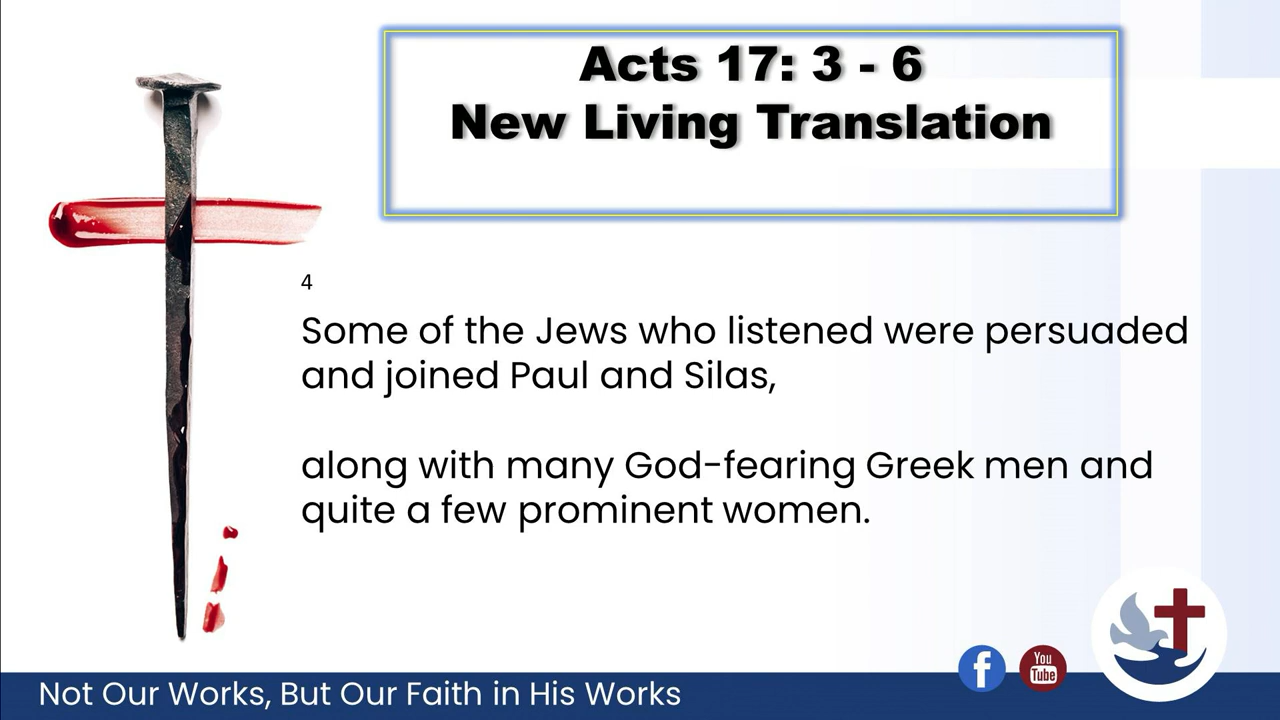 Acts 17: 3 - 6
New Living Translation
4
Some of the Jews who listened were persuaded
and joined Paul and Silas,
along with many God-fearing Greek men and
quite a few prominent women.
Not Our Works, But Our Faith in His Works
f
You
Tube